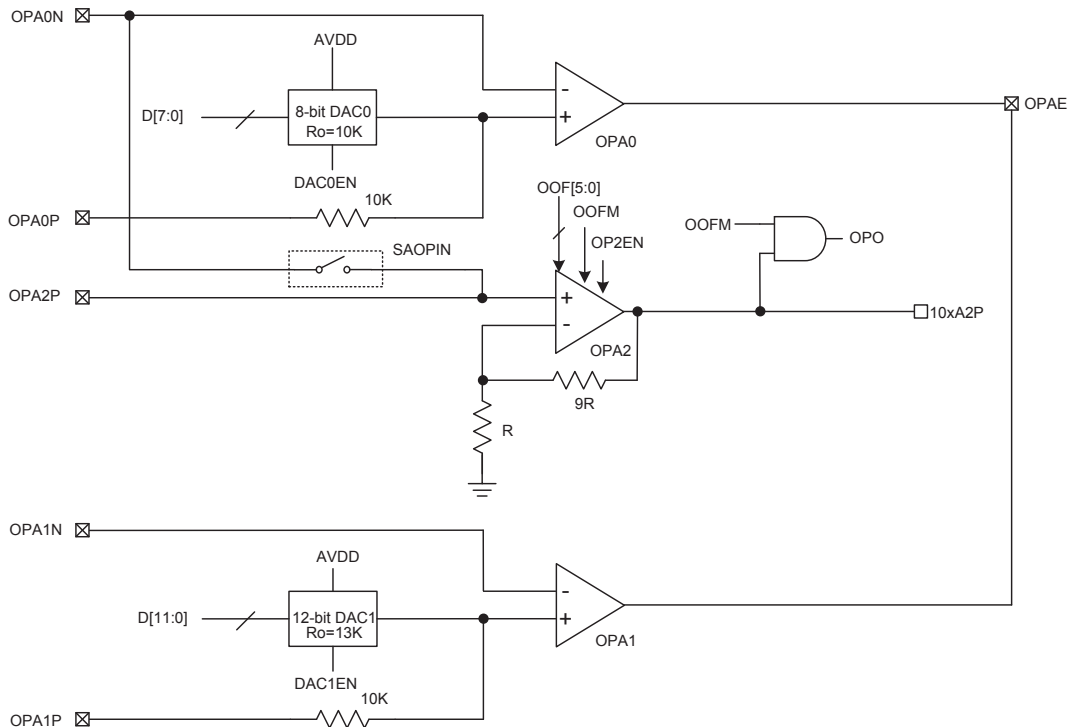 OPA0N
AVDD
D[7:0]
8-bit DAC0
Ro=10K
-
+
OPA0
OPAE
DAC0EN
10K
OPA0P
OOF[5:0]
OOFM
OP2EN
OOFM
OPO
SAOPIN
OPA2P
+
-
OPA2
10xA2P
9R
R
OPA1N
AVDD
D[11:0]
12-bit DAC1
Ro=13K
-
+
OPA1
DAC1EN
10K
OPA1P